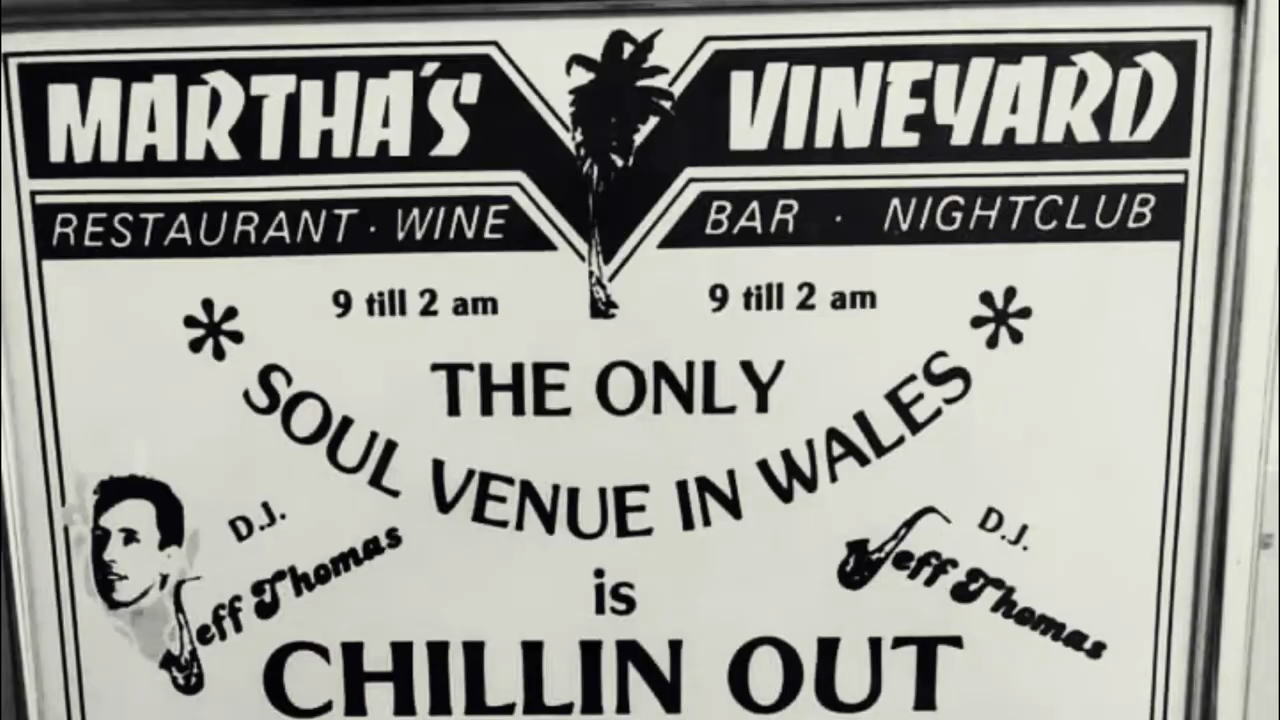 MARTHA'S VINEYARD
RESTAURANT · WINE BAR · NIGHTCLUB
9 till 2 am 9 till 2 am
* THE ONLY *
SOUL VENUE IN WALES
D.J. Jeff Thomas
D.J. Jeff Thomas
is
CHILLIN OUT